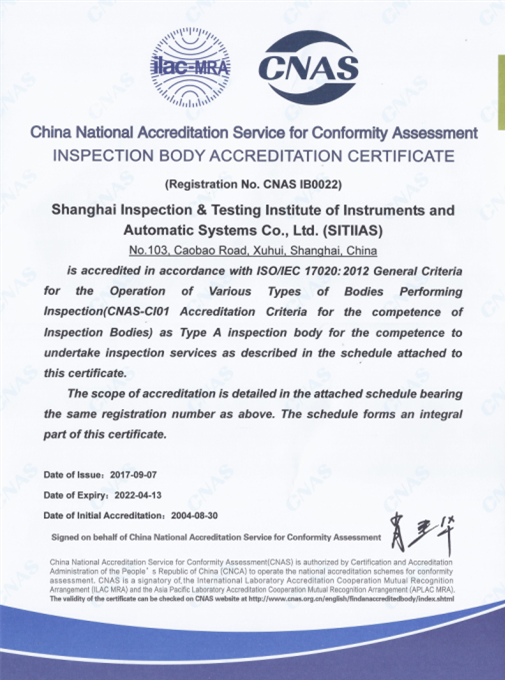 ilac-MRA
CNAS
China National Accreditation Service for Conformity Assessment
INSPECTION BODY ACCREDITATION CERTIFICATE
(Registration No. CNAS IB0022)
Shanghai Inspection & Testing Institute of Instruments and
Automatic Systems Co., Ltd. (SITIIAS)
No.103, Caobao Road, Xuhui, Shanghai, China
is accredited in accordance with ISO/IEC 17020: 2012 General Criteria
for the Operation of Various Types of Bodies Performing
Inspection(CNAS-CI01 Accreditation Criteria for the competence of
Inspection Bodies) as Type A inspection body for the competence to
undertake inspection services as described in the schedule attached to
this certificate.
The scope of accreditation is detailed in the attached schedule bearing
the same registration number as above. The schedule forms an integral
part of this certificate.
Date of Issue: 2017-09-07
Date of Expiry: 2022-04-13
Date of Initial Accreditation: 2004-08-30
Signed on behalf of China National Accreditation Service for Conformity Assessment
China National Accreditation Service for Conformity Assessment(CNAS) is authorized by Certification and Accreditation
Administration of the People's Republic of China (CNCA) to operate the national accreditation schemes for conformity
assessment. CNAS is a signatory of the International Laboratory Accreditation Cooperation Mutual Recognition
Arrangement (ILAC MRA) and the Asia Pacific Laboratory Accreditation Cooperation Mutual Recognition Arrangement (APLAC MRA).
The validity of the certificate can be checked on CNAS website at http://www.cnas.org.cn/english/findanaccreditedbody/index.shtml